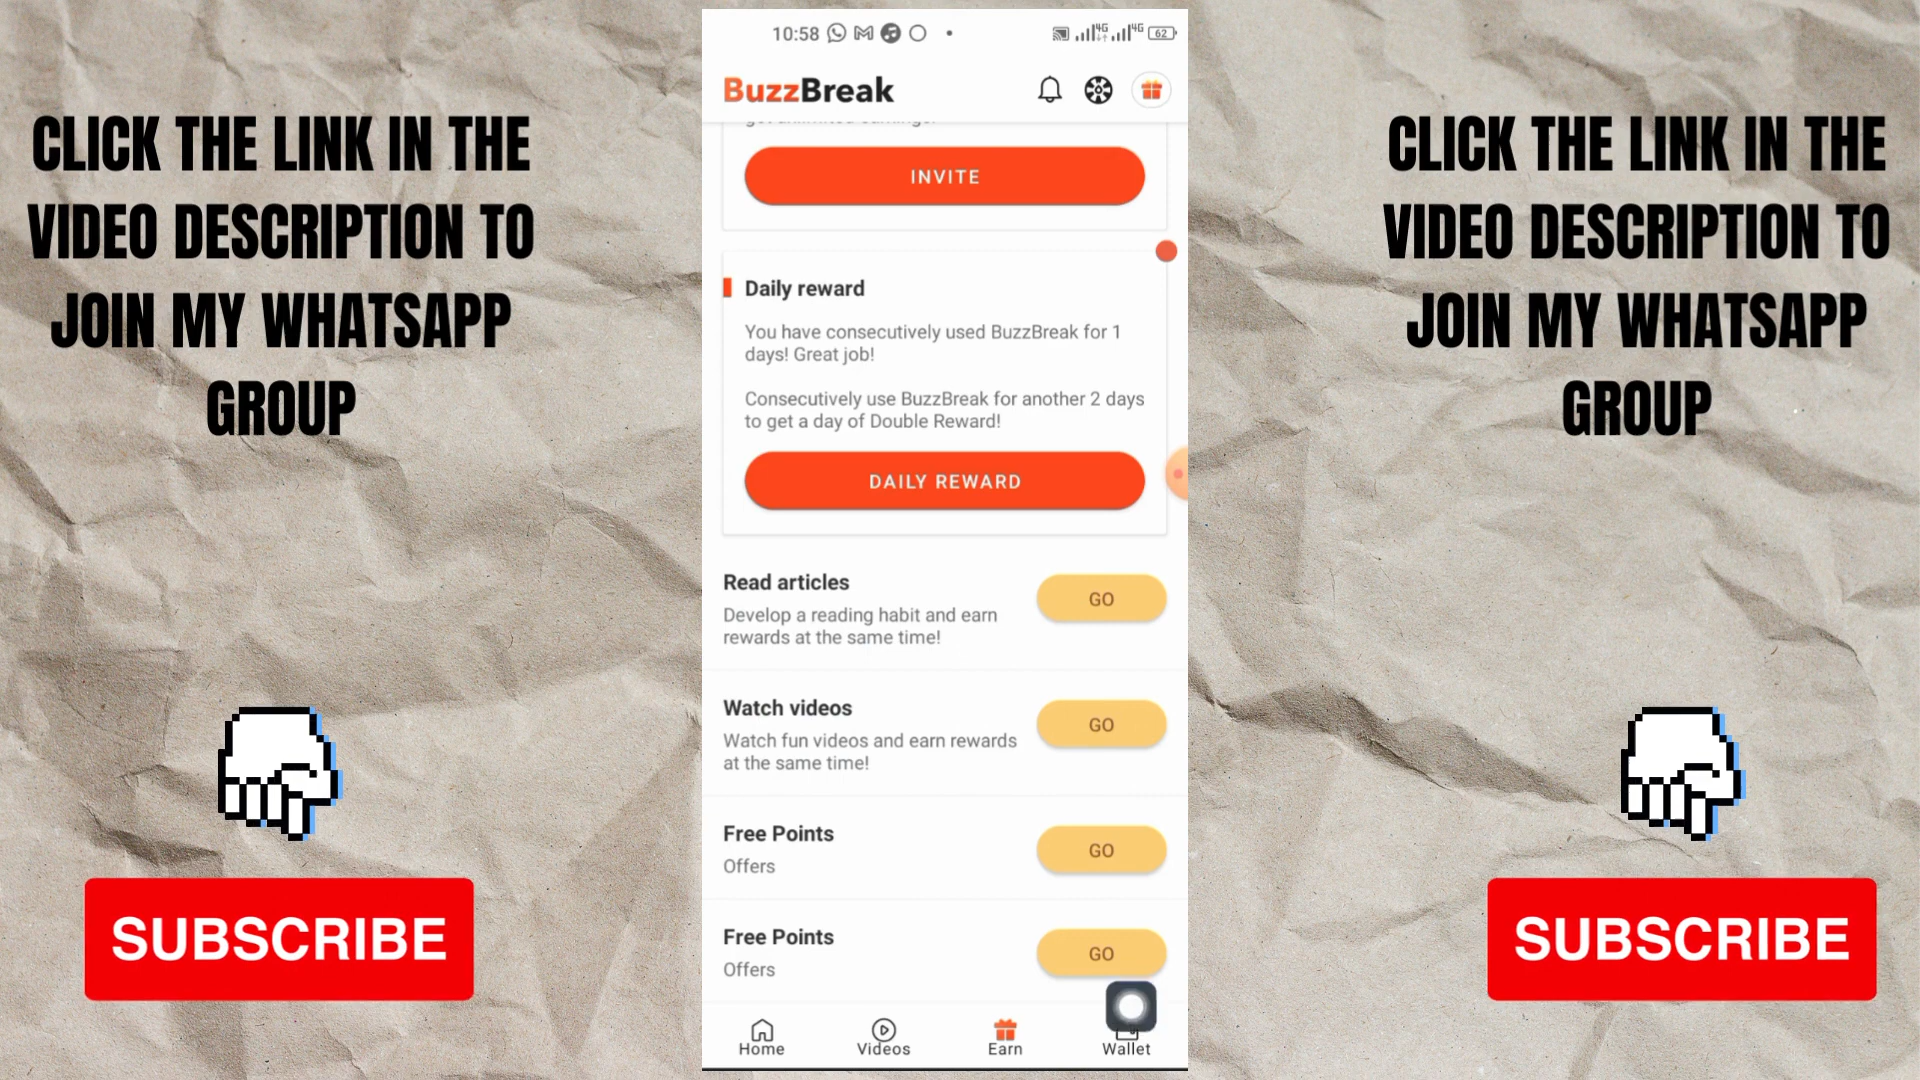 CLICK THE LINK IN THE
VIDEO DESCRIPTION TO
JOIN MY WHATSAPP
GROUP
SUBSCRIBE
10:58
4G
4G
62
BuzzBreak
INVITE
Daily reward
You have consecutively used BuzzBreak for 1
days! Great job!
Consecutively use BuzzBreak for another 2 days
to get a day of Double Reward!
DAILY REWARD
Read articles
Develop a reading habit and earn
rewards at the same time!
GO
Watch videos
Watch fun videos and earn rewards
at the same time!
GO
Free Points
Offers
GO
Free Points
Offers
GO
Home
Videos
Earn
Wallet
CLICK THE LINK IN THE
VIDEO DESCRIPTION TO
JOIN MY WHATSAPP
GROUP
SUBSCRIBE